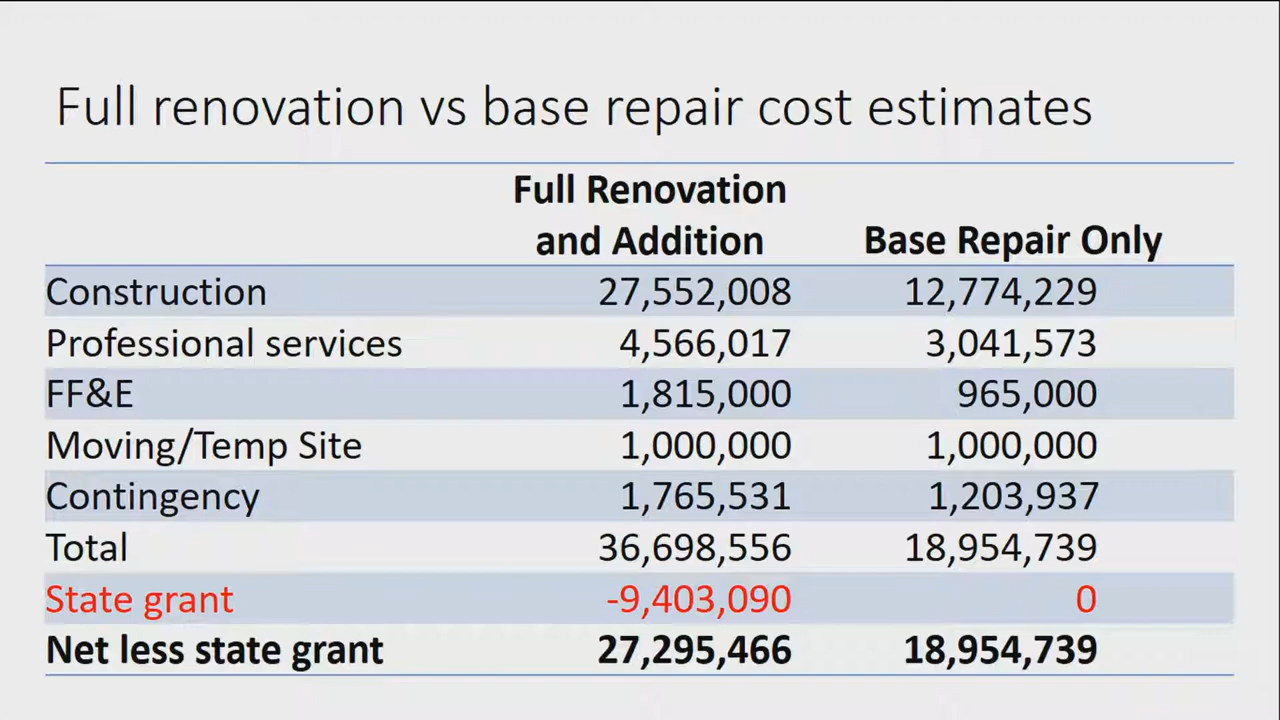 Full renovation vs base repair cost estimates
Full Renovation
and Addition Base Repair Only
Construction 27,552,008 12,774,229
Professional services 4,566,017 3,041,573
FF&E 1,815,000 965,000
Moving/Temp Site 1,000,000 1,000,000
Contingency 1,765,531 1,203,937
Total 36,698,556 18,954,739
State grant -9,403,090 0
Net less state grant 27,295,466 18,954,739